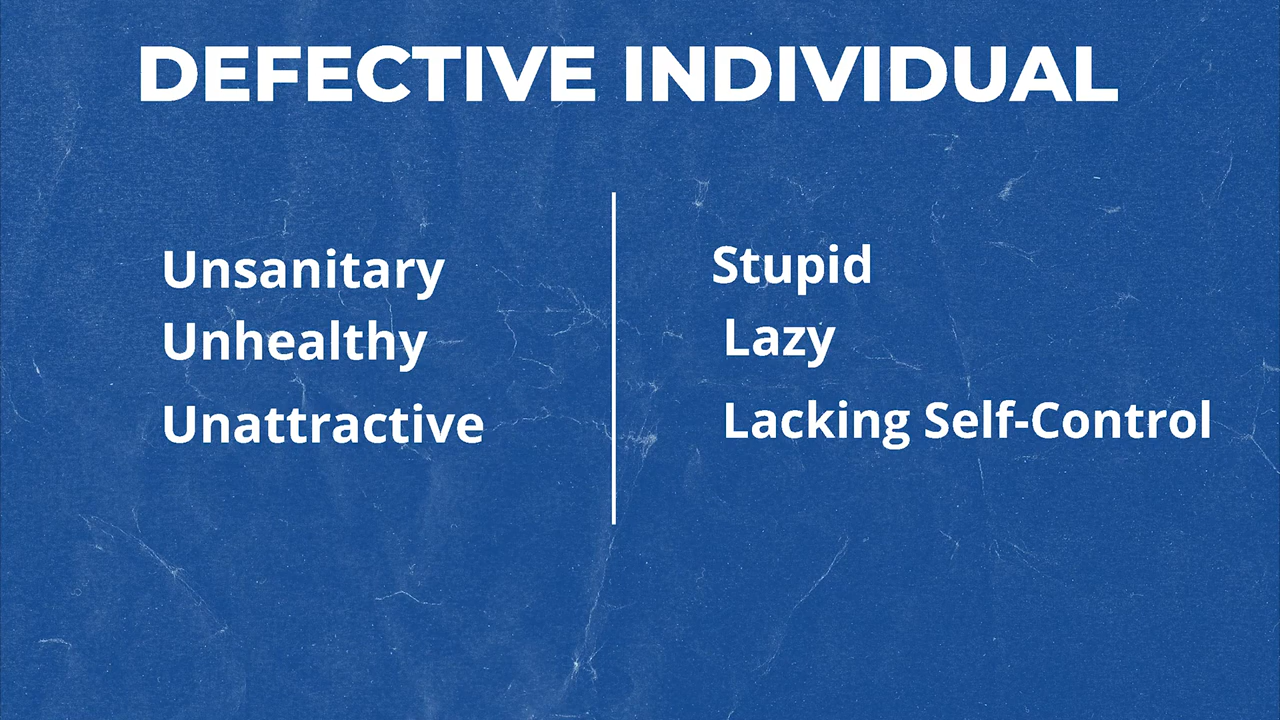 DEFECTIVE INDIVIDUAL
Unsanitary
Unhealthy
Unattractive
Stupid
Lazy
Lacking Self-Control